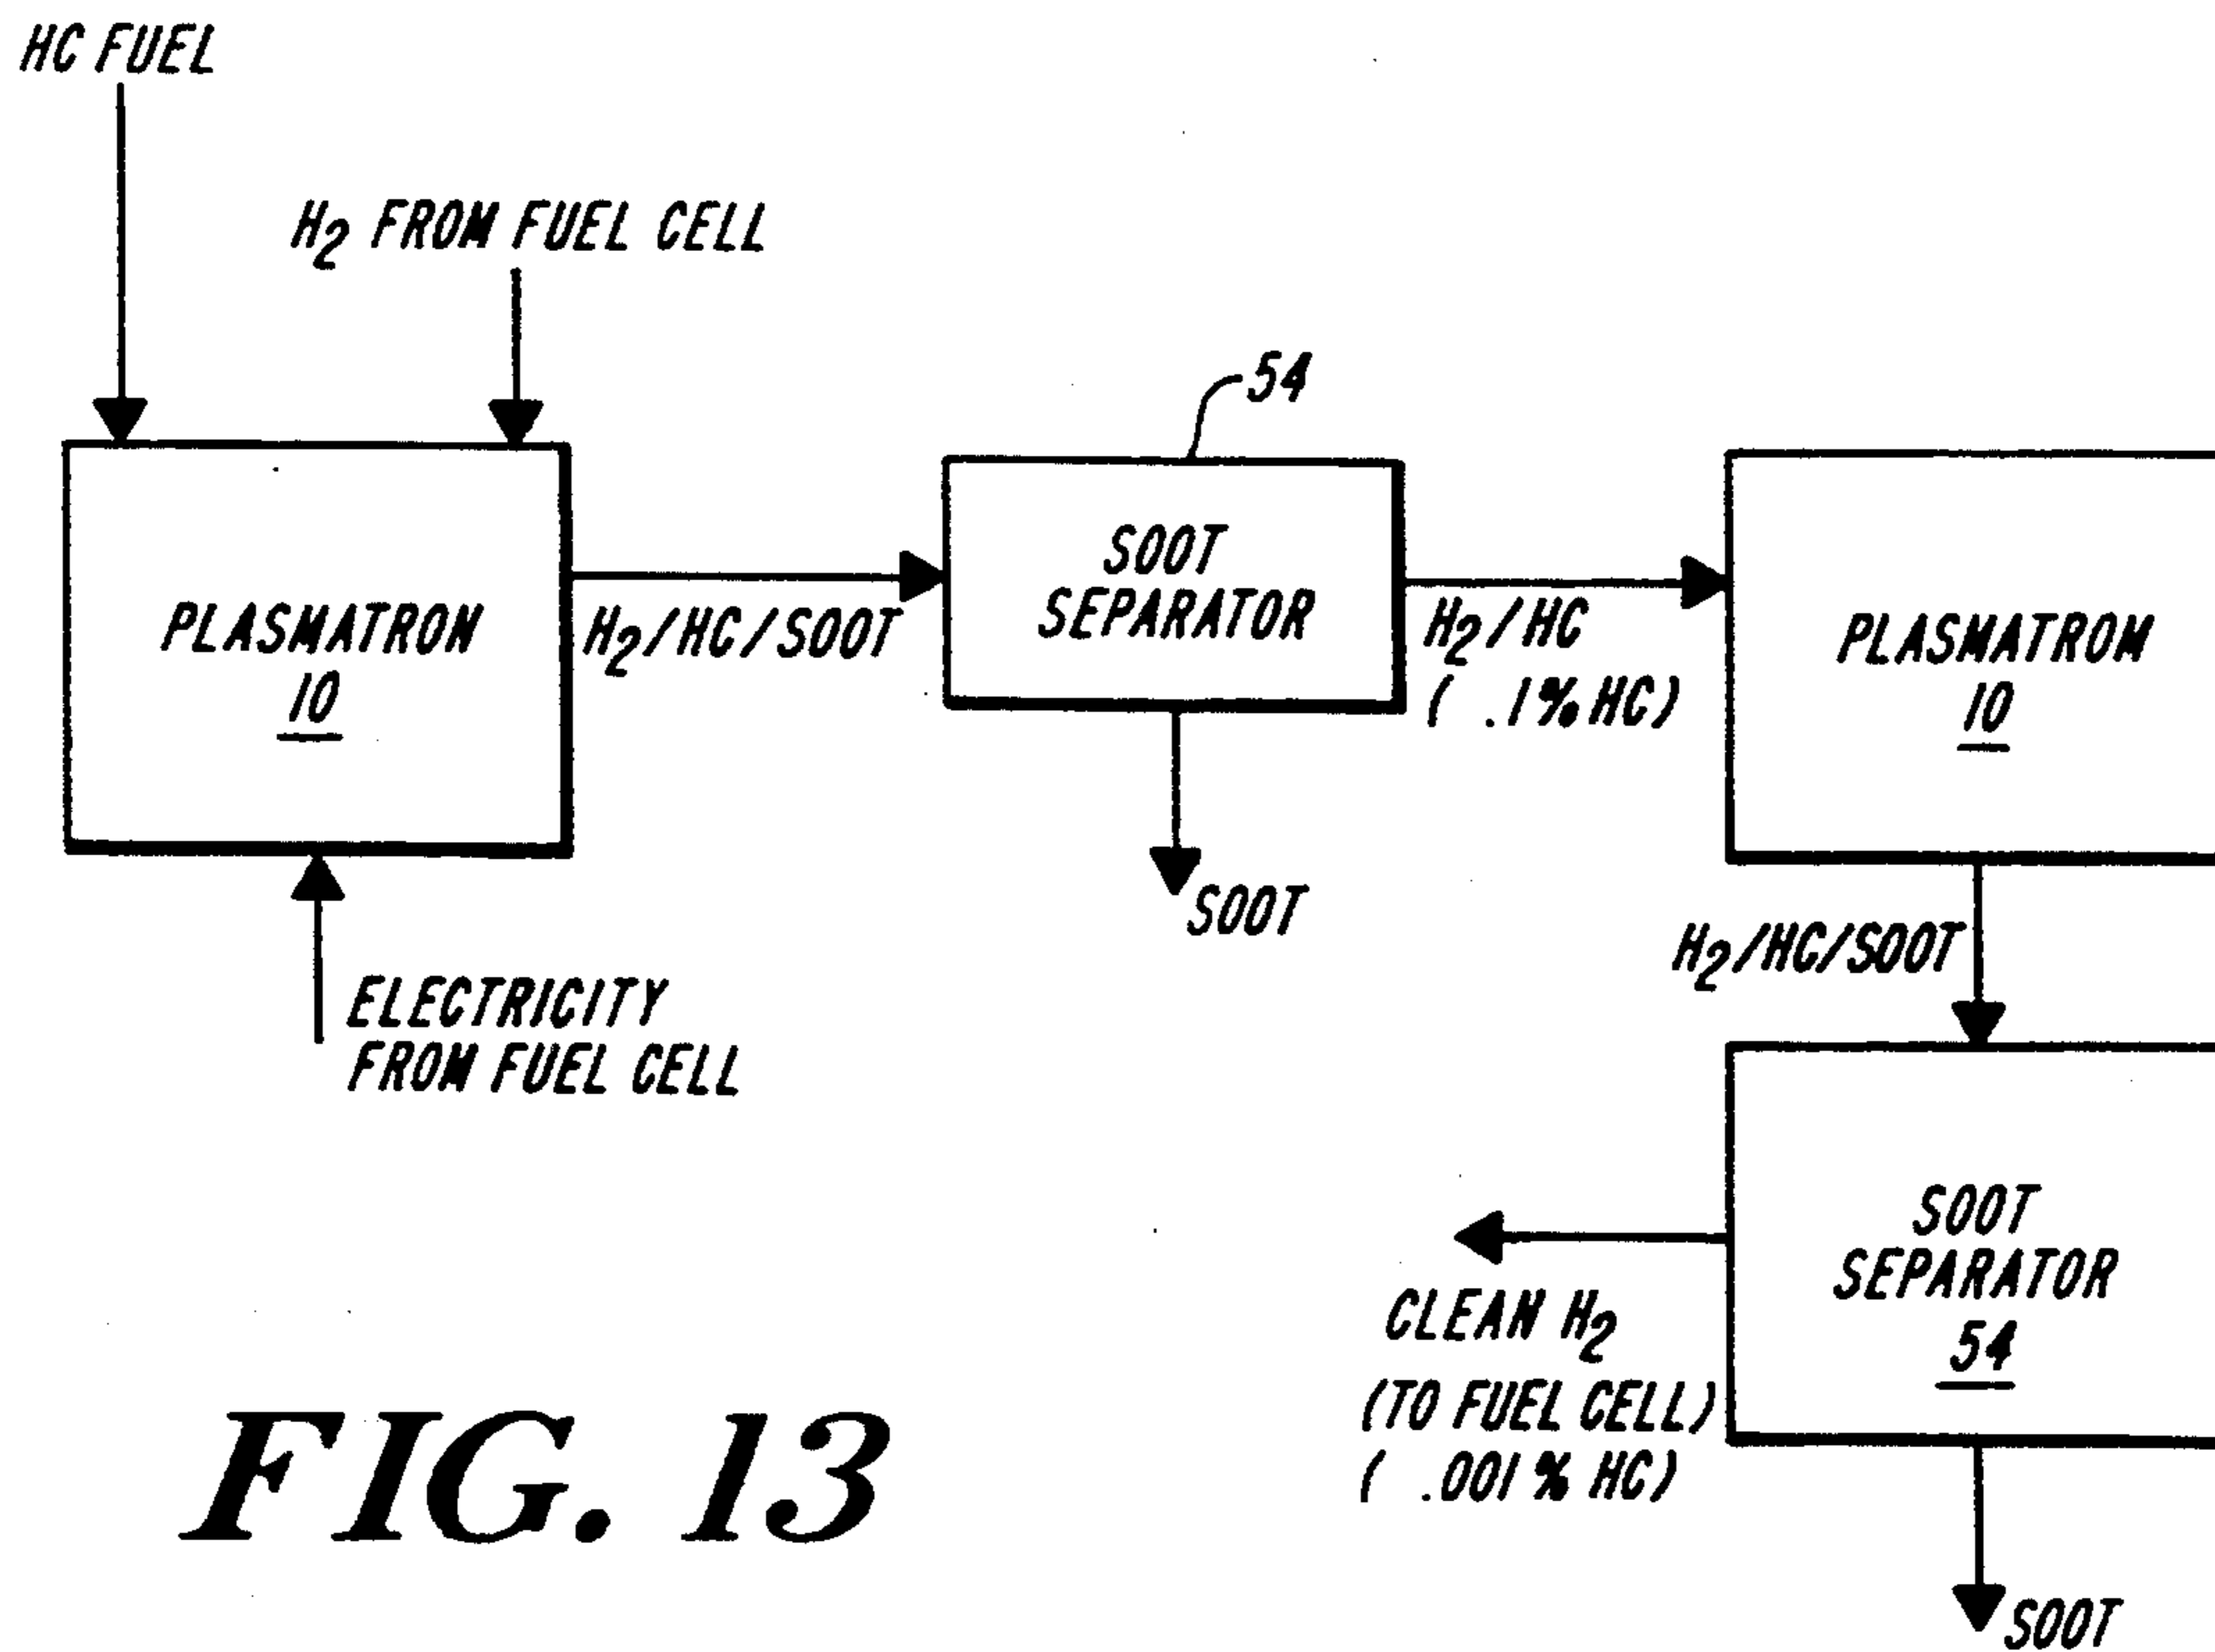 HC FUEL
H2 FROM FUEL CELL
54
PLASMATRON
10
H2/HC/SOOT
SOOT
SEPARATOR
H2/HC
( .1% HC)
PLASMATROM
10
SOOT
ELECTRICITY
FROM FUEL CELL
H2/HC/SOOT
SOOT
SEPARATOR
54
CLEAN H2
(TO FUEL CELL)
( .001% HC)
SOOT
FIG. 13